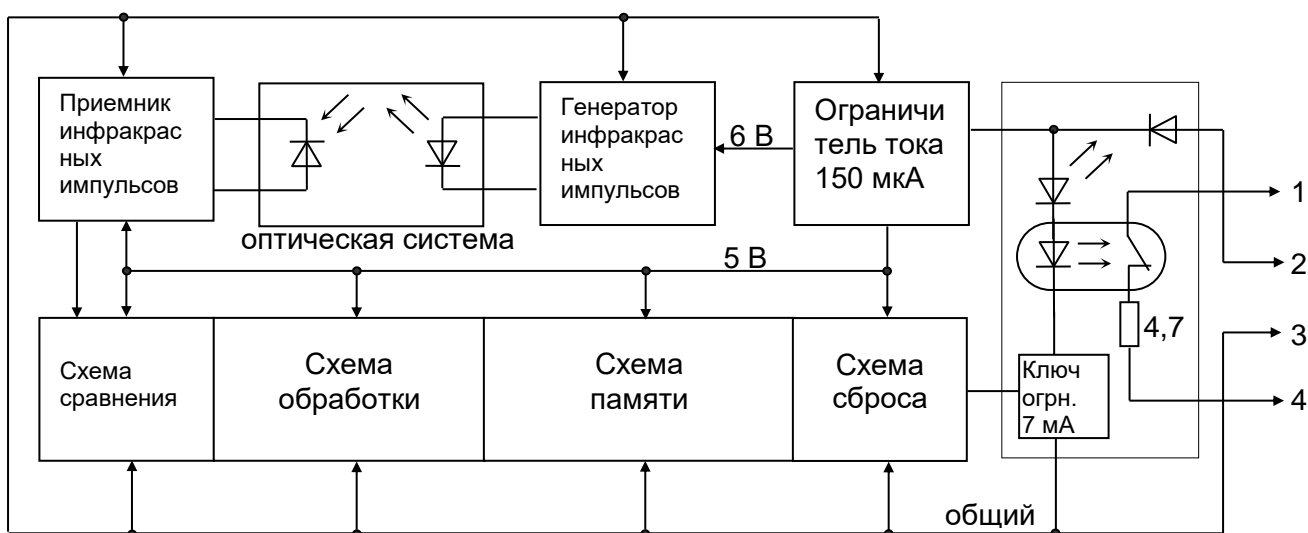 Приемник
инфракрас
ных
импульсов
оптическая система
Генератор
инфракрас
ных
импульсов
6 В
Ограничи
тель тока
150 мкА
1
2
3
4
4,7
5 В
Схема
сравнения
Схема
обработки
Схема
памяти
Схема
сброса
Ключ
огрн.
7 мА
общий